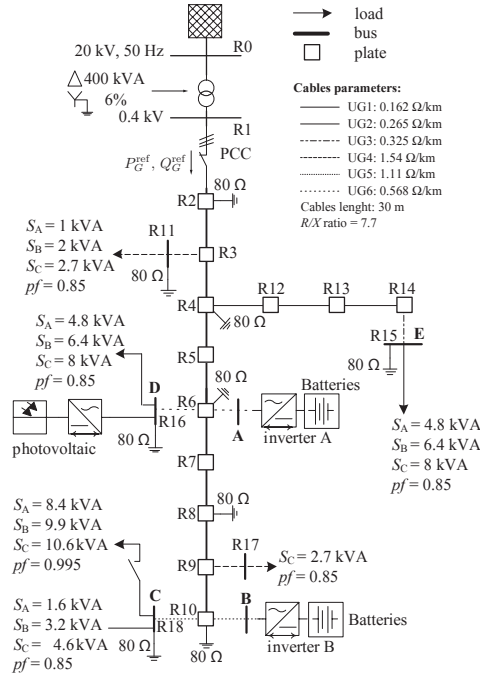 load
bus
plate
R0
20 kV, 50 Hz
400 kVA
6%
0.4 kV
R1
PCC
P_G^ref, Q_G^ref
Cables parameters:
UG1: 0.162 Ω/km
UG2: 0.265 Ω/km
UG3: 0.325 Ω/km
UG4: 1.54 Ω/km
UG5: 1.11 Ω/km
UG6: 0.568 Ω/km
Cables lenght: 30 m
R/X ratio = 7.7
R2
80 Ω
S_A = 1 kVA
S_B = 2 kVA
S_C = 2.7 kVA
pf = 0.85
R11
80 Ω
R3
R4
80 Ω
R12
R13
R14
R15
E
80 Ω
S_A = 4.8 kVA
S_B = 6.4 kVA
S_C = 8 kVA
pf = 0.85
R5
S_A = 4.8 kVA
S_B = 6.4 kVA
S_C = 8 kVA
pf = 0.85
D
R16
80 Ω
photovoltaic
R6
80 Ω
A
inverter A
Batteries
R7
R8
80 Ω
R9
R17
S_C = 2.7 kVA
pf = 0.85
S_A = 8.4 kVA
S_B = 9.9 kVA
S_C = 10.6 kVA
pf = 0.995
C
R18
80 Ω
S_A = 1.6 kVA
S_B = 3.2 kVA
S_C = 4.6 kVA
pf = 0.85
R10
80 Ω
B
inverter B
Batteries